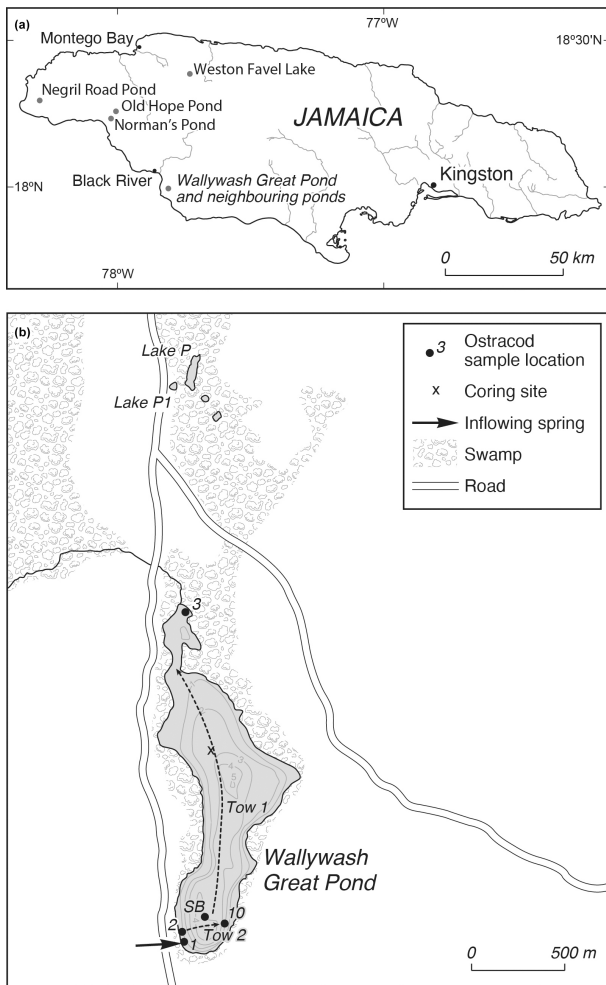 (a)
77°W
Montego Bay
18°30'N
Weston Favel Lake
Negril Road Pond
Old Hope Pond
JAMAICA
Norman's Pond
Black River
Wallywash Great Pond
and neighbouring ponds
Kingston
18°N
0 50 km
78°W
(b)
Lake P
Lake P1
3 Ostracod
sample location
x Coring site
Inflowing spring
Swamp
Road
3
x
3
4
5
Tow 1
Wallywash
Great Pond
SB
10
2
Tow 2
1
0 500 m